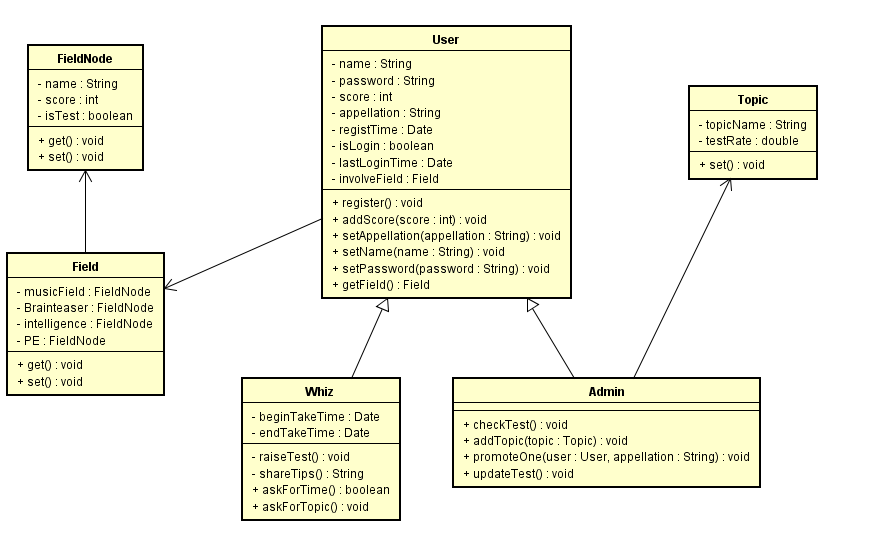 FieldNode
- name : String
- score : int
- isTest : boolean
+ get() : void
+ set() : void
User
- name : String
- password : String
- score : int
- appellation : String
- registTime : Date
- isLogin : boolean
- lastLoginTime : Date
- involveField : Field
+ register() : void
+ addScore(score : int) : void
+ setAppellation(appellation : String) : void
+ setName(name : String) : void
+ setPassword(password : String) : void
+ getField() : Field
Topic
- topicName : String
- testRate : double
+ set() : void
Field
- musicField : FieldNode
- Brainteaser : FieldNode
- intelligence : FieldNode
- PE : FieldNode
+ get() : void
+ set() : void
Whiz
- beginTakeTime : Date
- endTakeTime : Date
- raiseTest() : void
- shareTips() : String
+ askForTime() : boolean
+ askForTopic() : void
Admin
+ checkTest() : void
+ addTopic(topic : Topic) : void
+ promoteOne(user : User, appellation : String) : void
+ updateTest() : void